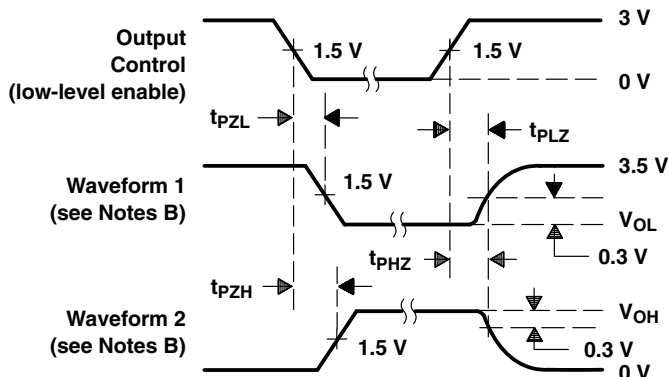 Output
Control
(low-level enable)
1.5 V
1.5 V
3 V
0 V
tPZL
tPLZ
Waveform 1
(see Notes B)
1.5 V
3.5 V
VOL
0.3 V
tPHZ
tPZH
Waveform 2
(see Notes B)
1.5 V
VOH
0.3 V
0 V